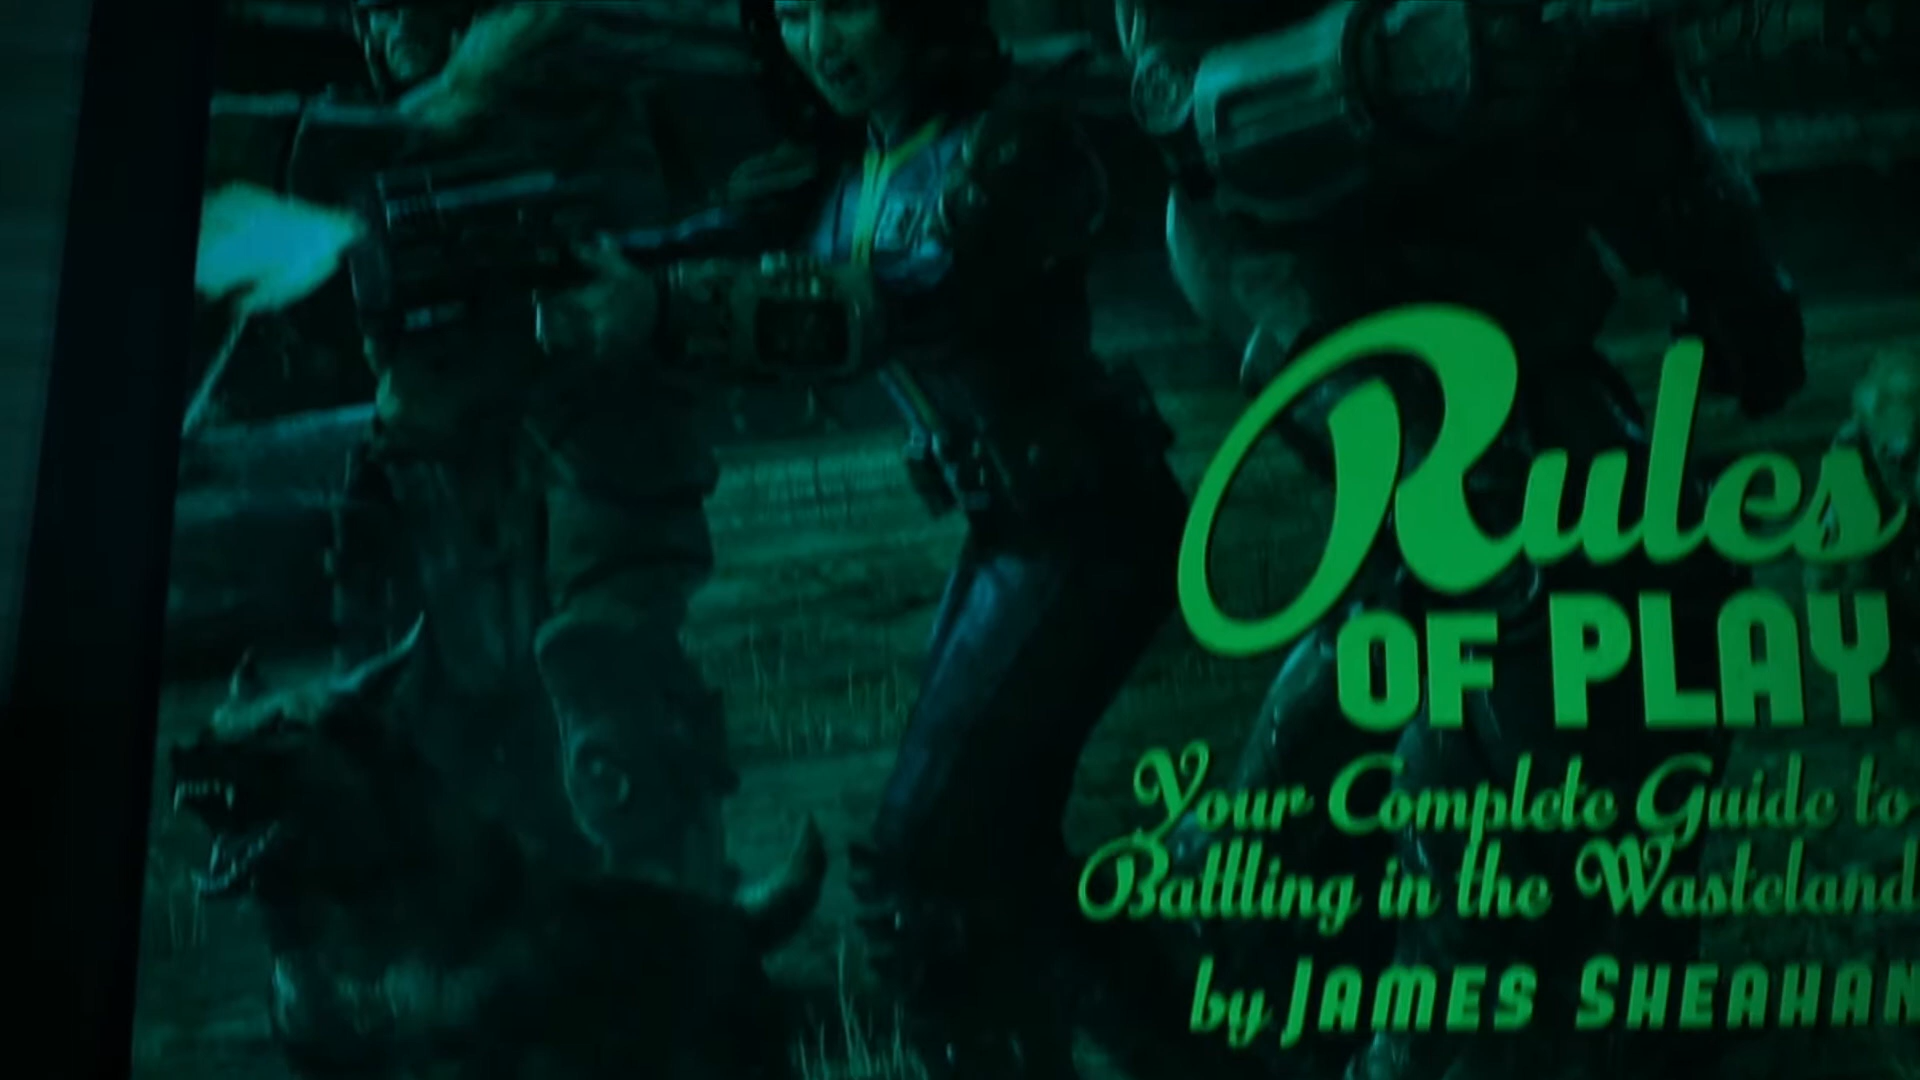 Rules
OF PLAY
Your Complete Guide to
Battling in the Wasteland
by JAMES SHEAHAN